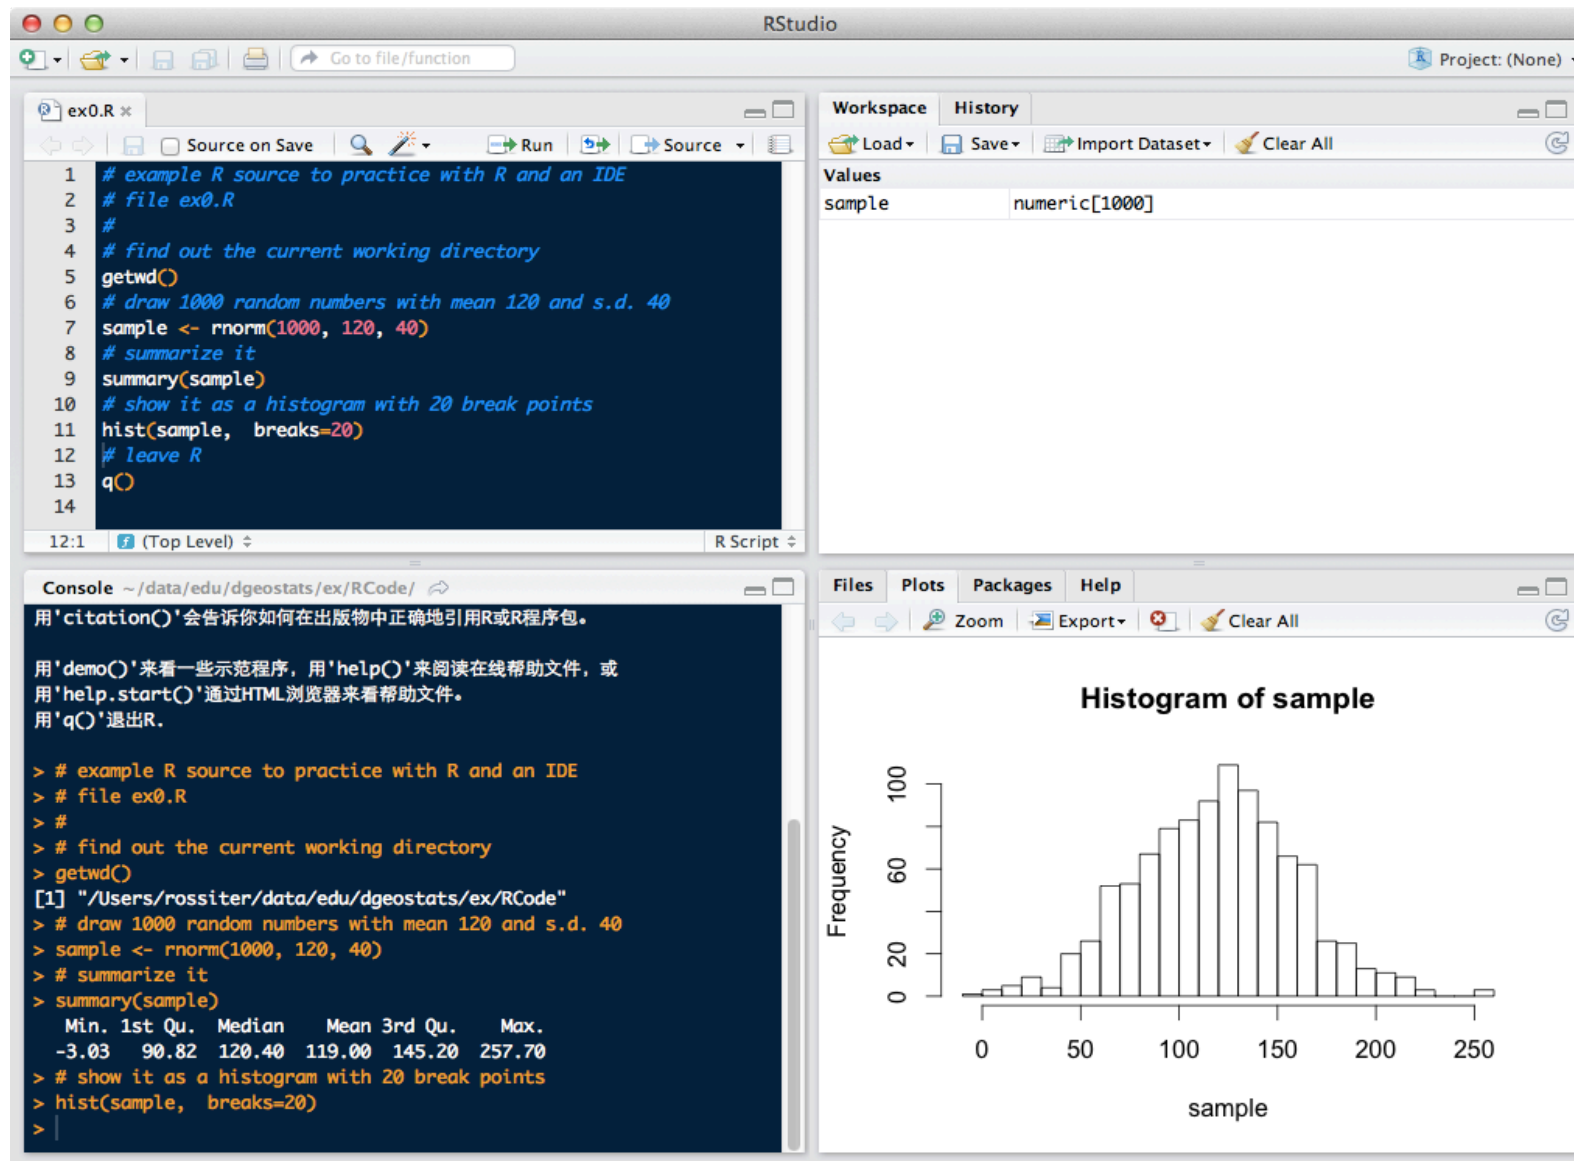 RStudio
Go to file/function
Project: (None)
ex0.R
Source on Save
Run
Source
1 # example R source to practice with R and an IDE
2 # file ex0.R
3 #
4 # find out the current working directory
5 getwd()
6 # draw 1000 random numbers with mean 120 and s.d. 40
7 sample <- rnorm(1000, 120, 40)
8 # summarize it
9 summary(sample)
10 # show it as a histogram with 20 break points
11 hist(sample,  breaks=20)
12 # leave R
13 q()
14
12:1 (Top Level) R Script
Workspace History
Load Save Import Dataset Clear All
Values
sample numeric[1000]
Console ~/data/edu/dgeostats/ex/RCode/
用'citation()'会告诉你如何在出版物中正确地引用R或R程序包。
用'demo()'来看一些示范程序，用'help()'来阅读在线帮助文件，或
用'help.start()'通过HTML浏览器来看帮助文件。
用'q()'退出R.
> # example R source to practice with R and an IDE
> # file ex0.R
> #
> # find out the current working directory
> getwd()
[1] "/Users/rossiter/data/edu/dgeostats/ex/RCode"
> # draw 1000 random numbers with mean 120 and s.d. 40
> sample <- rnorm(1000, 120, 40)
> # summarize it
> summary(sample)
Min. 1st Qu. Median Mean 3rd Qu. Max.
-3.03 90.82 120.40 119.00 145.20 257.70
> # show it as a histogram with 20 break points
> hist(sample,  breaks=20)
>
Files Plots Packages Help
Zoom Export Clear All
Histogram of sample
Frequency
100
60
20
0
0 50 100 150 200 250
sample